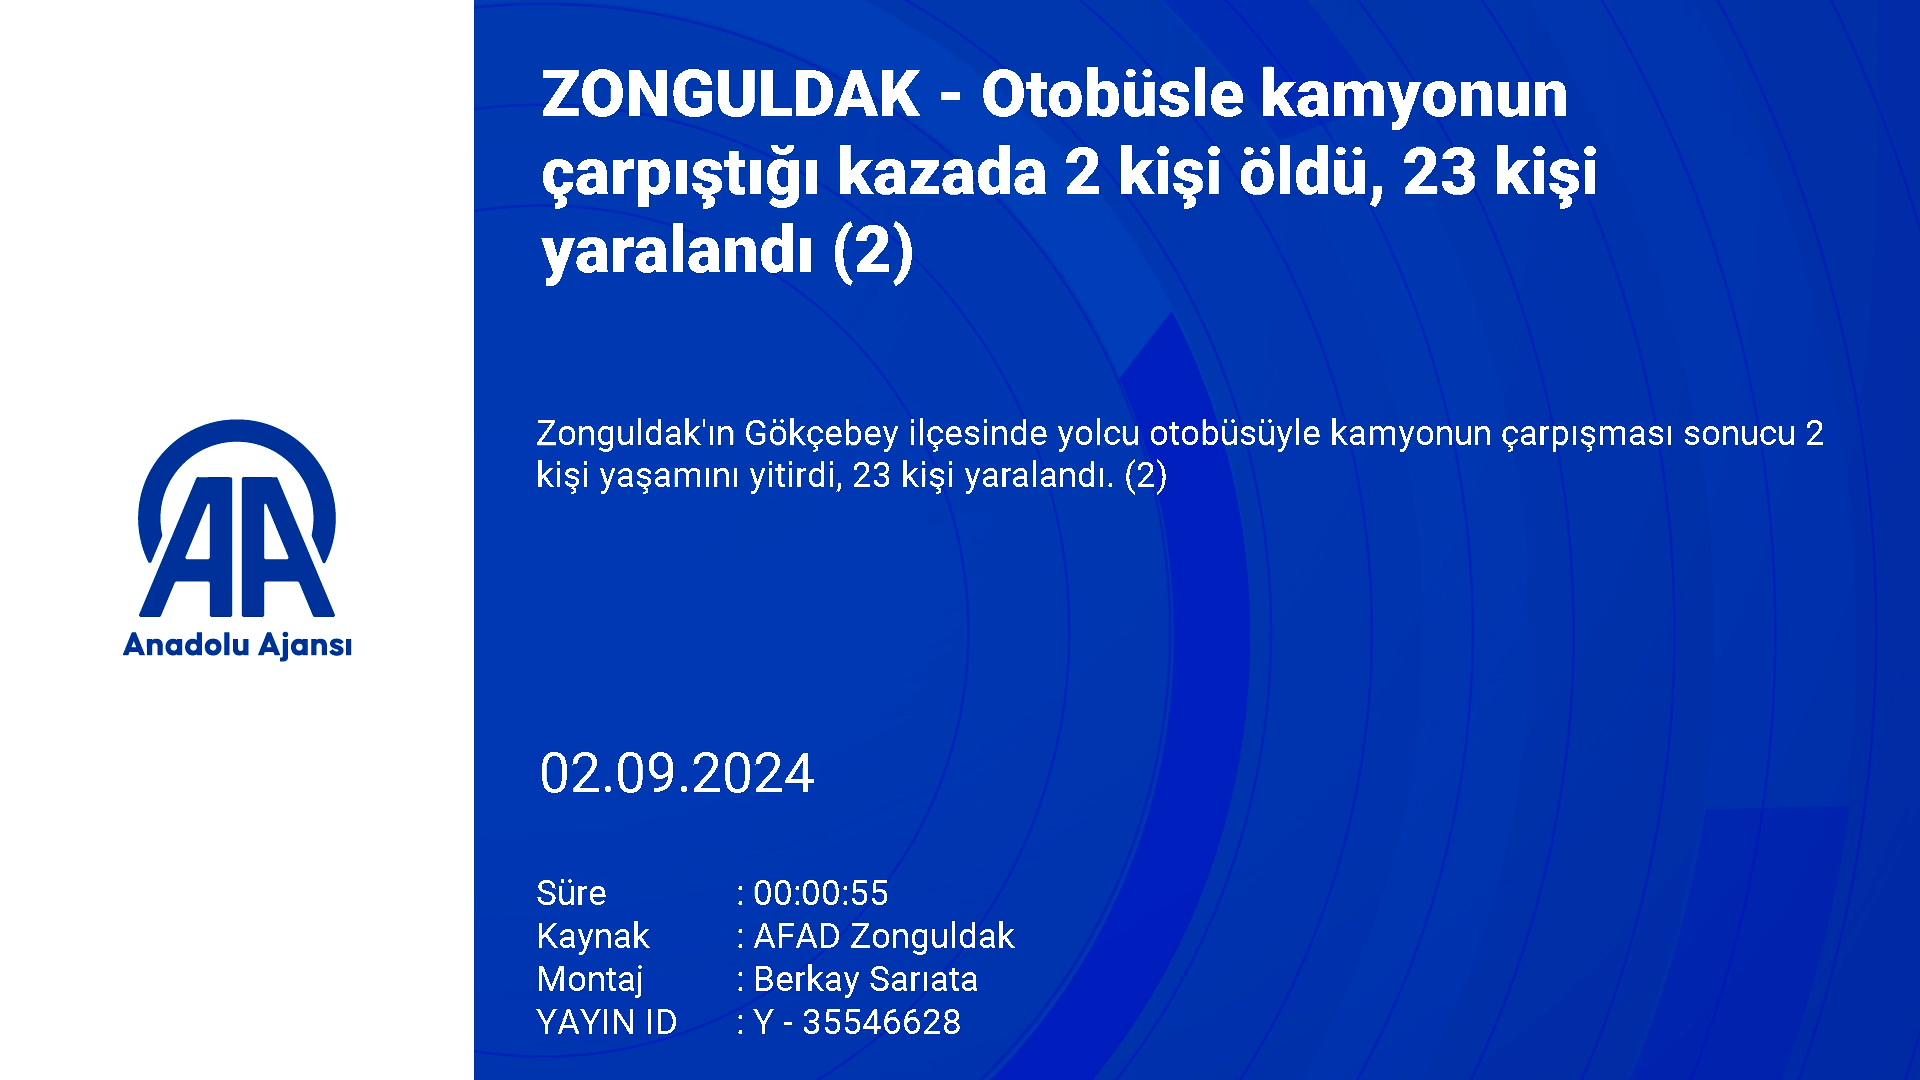 AA
Anadolu Ajansı
ZONGULDAK - Otobüsle kamyonun
çarpıştığı kazada 2 kişi öldü, 23 kişi
yaralandı (2)
Zonguldak'ın Gökçebey ilçesinde yolcu otobüsüyle kamyonun çarpışması sonucu 2
kişi yaşamını yitirdi, 23 kişi yaralandı. (2)
02.09.2024
Süre : 00:00:55
Kaynak : AFAD Zonguldak
Montaj : Berkay Sarıata
YAYIN ID : Y - 35546628